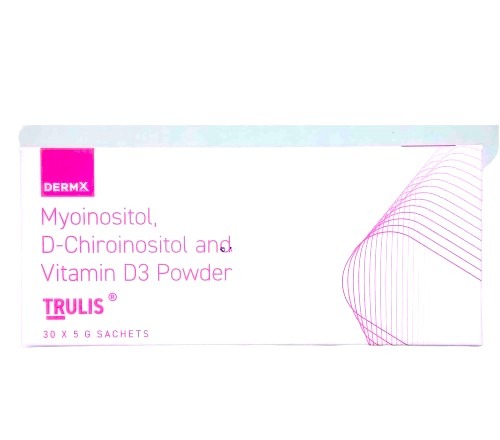 DERMX
Myoinositol,
D-Chiroinositol and
Vitamin D3 Powder
TRULIS ®
30 X 5 G SACHETS